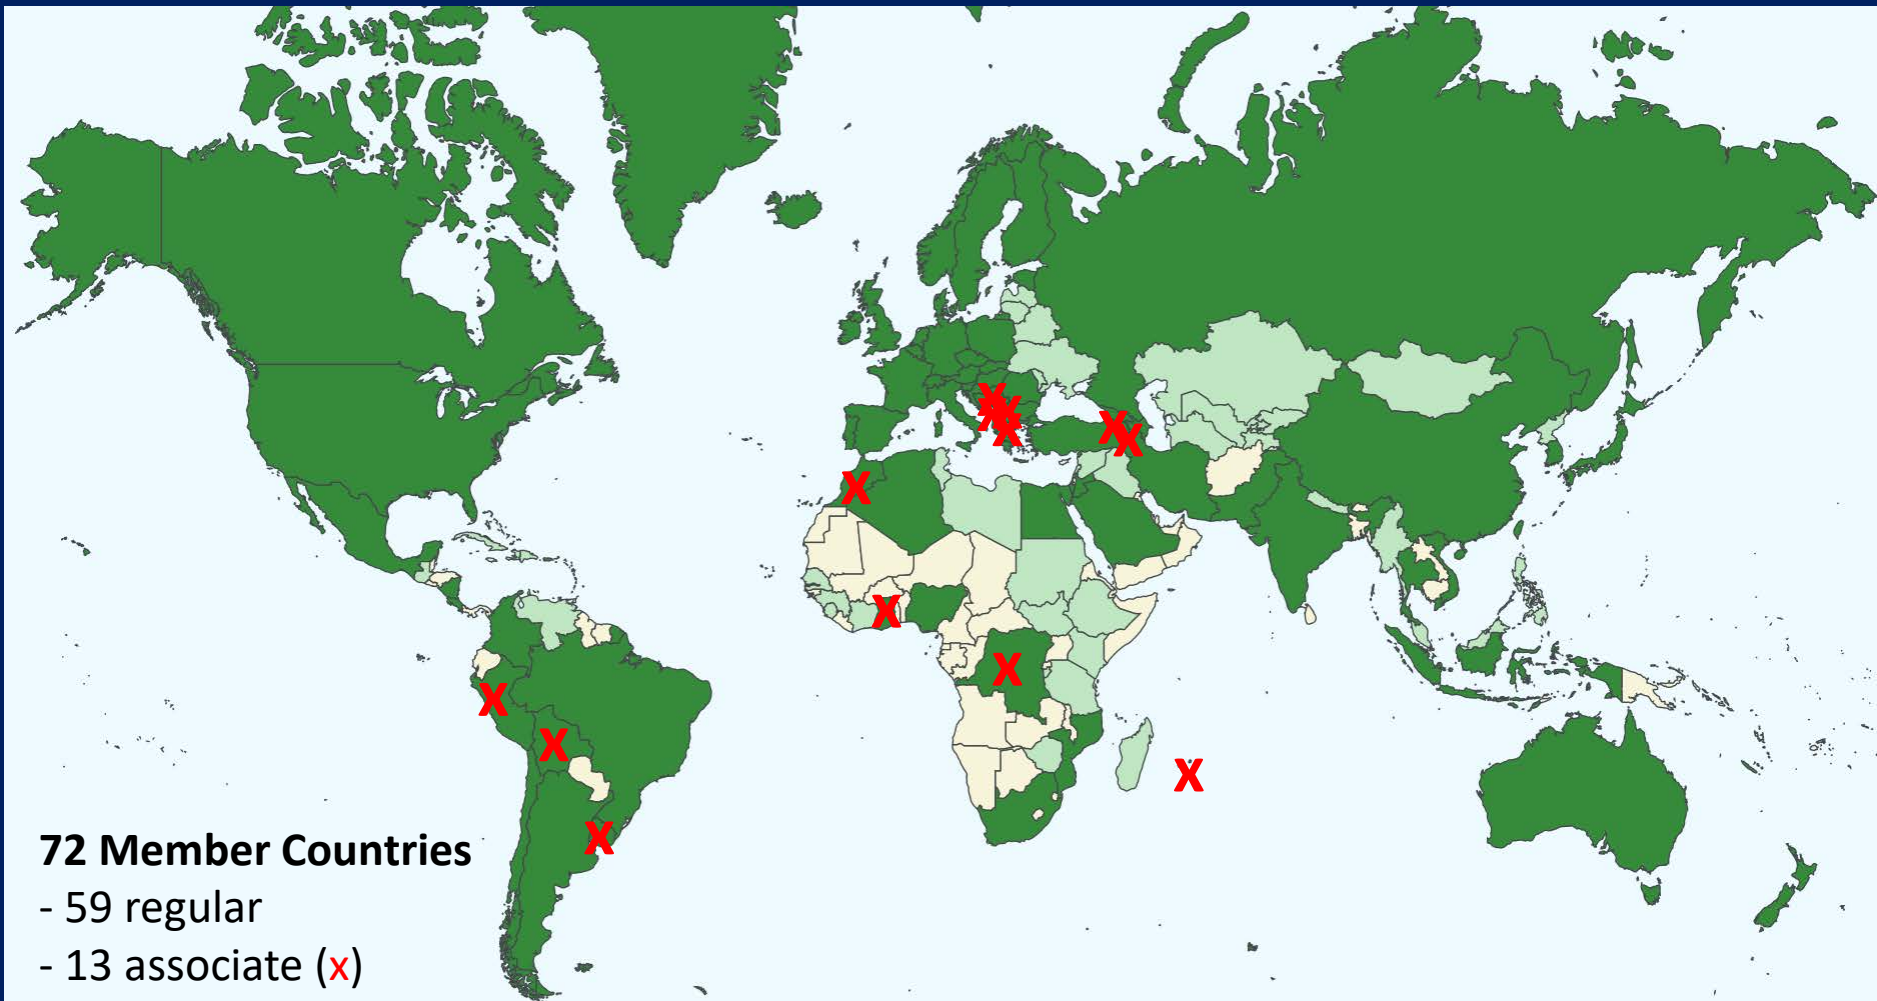 72 Member Countries
- 59 regular
- 13 associate (x)